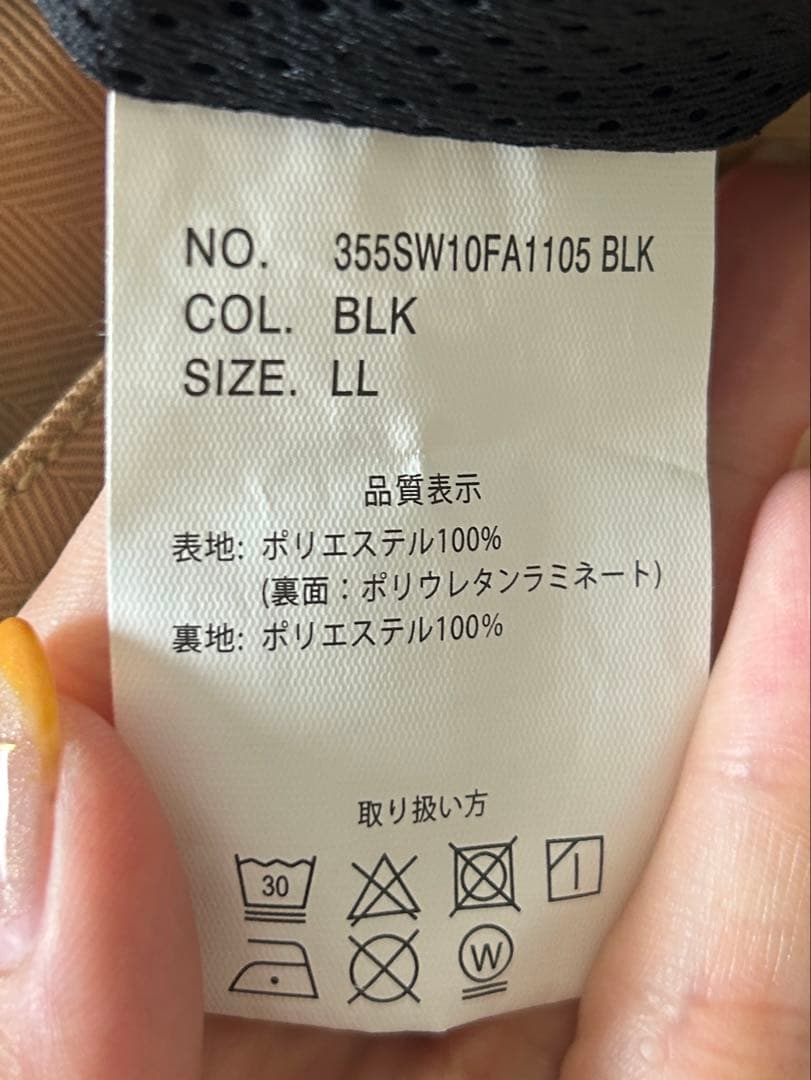 NO. 355SW10FA1105 BLK
COL. BLK
SIZE. LL
品質表示
表地: ポリエステル100%
(裏面：ポリウレタンラミネート)
裏地: ポリエステル100%
取り扱い方
30
W